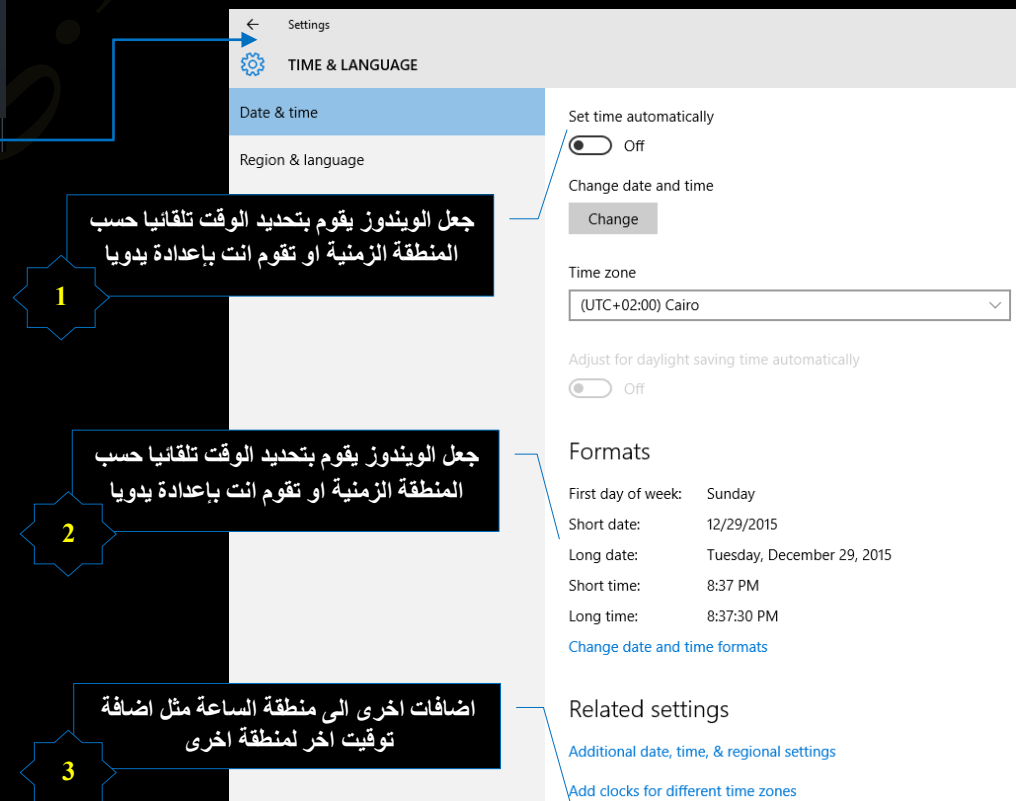 Settings
TIME & LANGUAGE
Date & time
Region & language
Set time automatically
Off
Change date and time
Change
Time zone
(UTC+02:00) Cairo
Adjust for daylight saving time automatically
Off
Formats
First day of week: Sunday
Short date: 12/29/2015
Long date: Tuesday, December 29, 2015
Short time: 8:37 PM
Long time: 8:37:30 PM
Change date and time formats
Related settings
Additional date, time, & regional settings
Add clocks for different time zones
جعل الويندوز يقوم بتحديد الوقت تلقائيا حسب
المنطقة الزمنية او تقوم انت بإعدادة يدويا
1
جعل الويندوز يقوم بتحديد الوقت تلقائيا حسب
المنطقة الزمنية او تقوم انت بإعدادة يدويا
2
اضافات اخرى الى منطقة الساعة مثل اضافة
توقيت اخر لمنطقة اخرى
3